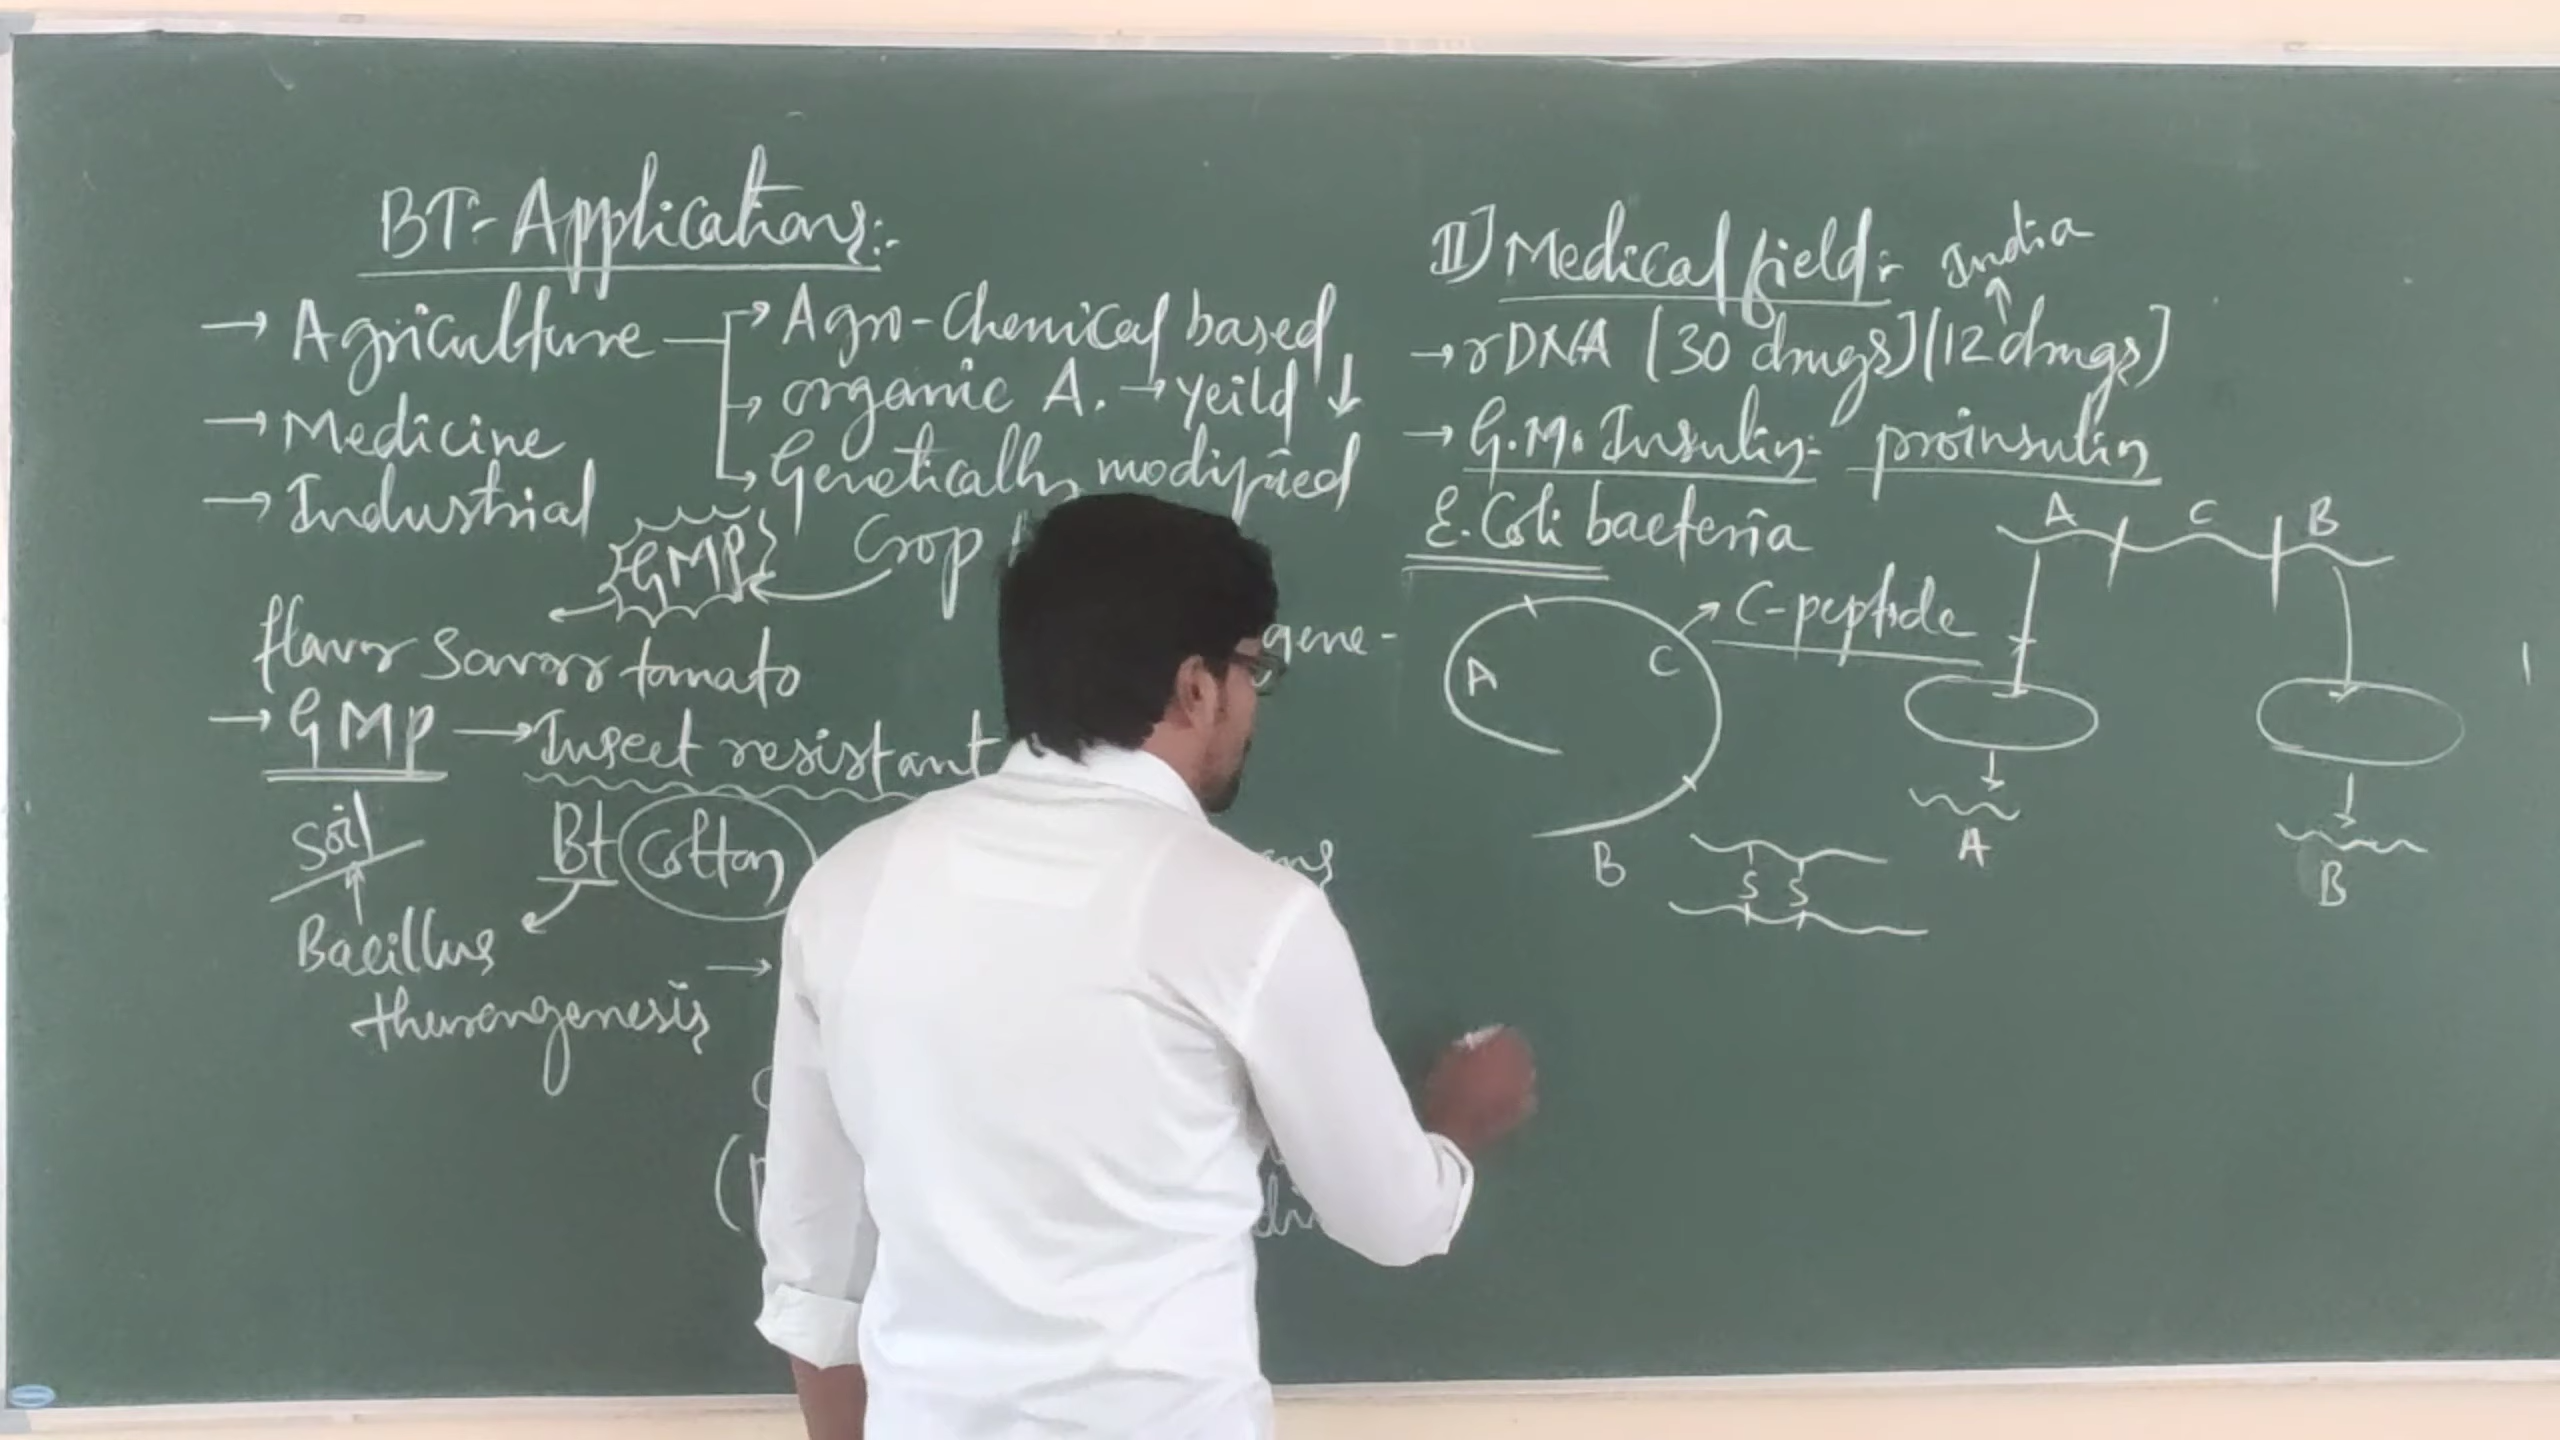 BT:- Applications:-
→ Agriculture → Agro-Chemical based
→ organic A. → yeild ↓
→ Genetically modified
Crop
→ Medicine
→ Industrial
GMP
flavr Savrr tomato
gene-
→ GMP → Insect resistant
soil
Bt Cotton
Bacillus
thurongenesis →
II) Medical field:- India
→ rDNA (30 drugs) (12 drugs)
→ G.M. Insulin:- proinsulin
E. Coli bacteria
A C B
C-peptide
A C
B
S S
A
B